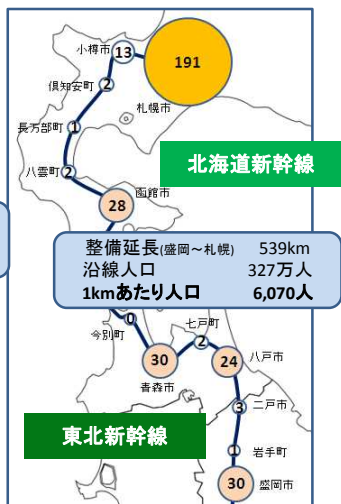 小樽市
13
191
倶知安町
2
札幌市
長万部町
1
北海道新幹線
八雲町
2
函館市
28
整備延長(盛岡～札幌) 539km
沿線人口 327万人
1kmあたり人口 6,070人
0
今別町
七戸町
2
30
24
八戸市
青森市
3
二戸市
東北新幹線
1
岩手町
30
盛岡市